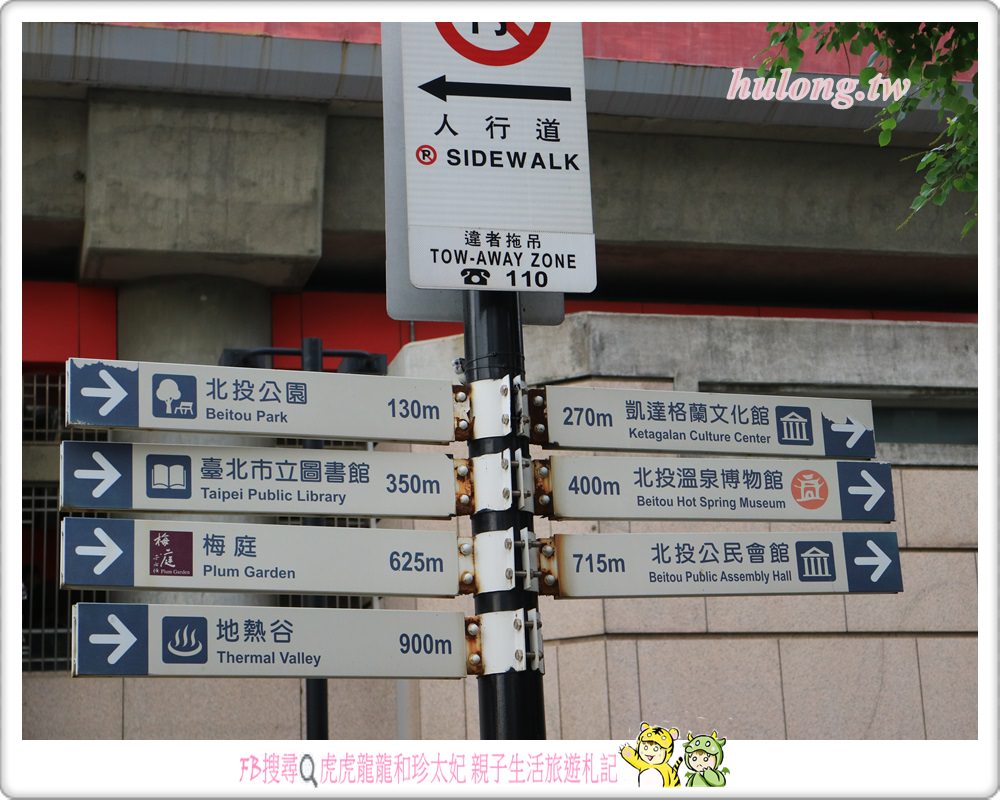 hulong.tw
人行道
R SIDEWALK
違者拖吊
TOW-AWAY ZONE
☎ 110
北投公園
Beitou Park
130m
臺北市立圖書館
Taipei Public Library
350m
梅庭
Plum Garden
梅庭
Plum Garden
625m
地熱谷
Thermal Valley
900m
270m
凱達格蘭文化館
Ketagalan Culture Center
400m
北投溫泉博物館
Beitou Hot Spring Museum
715m
北投公民會館
Beitou Public Assembly Hall
FB搜尋 虎虎龍龍和珍太妃 親子生活旅遊札記